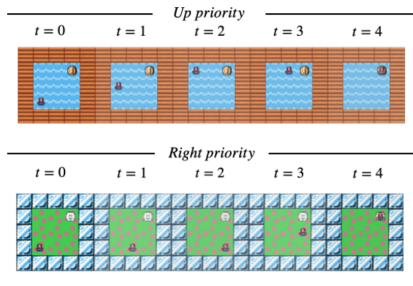 Up priority
t = 0 t = 1 t = 2 t = 3 t = 4
Right priority
t = 0 t = 1 t = 2 t = 3 t = 4